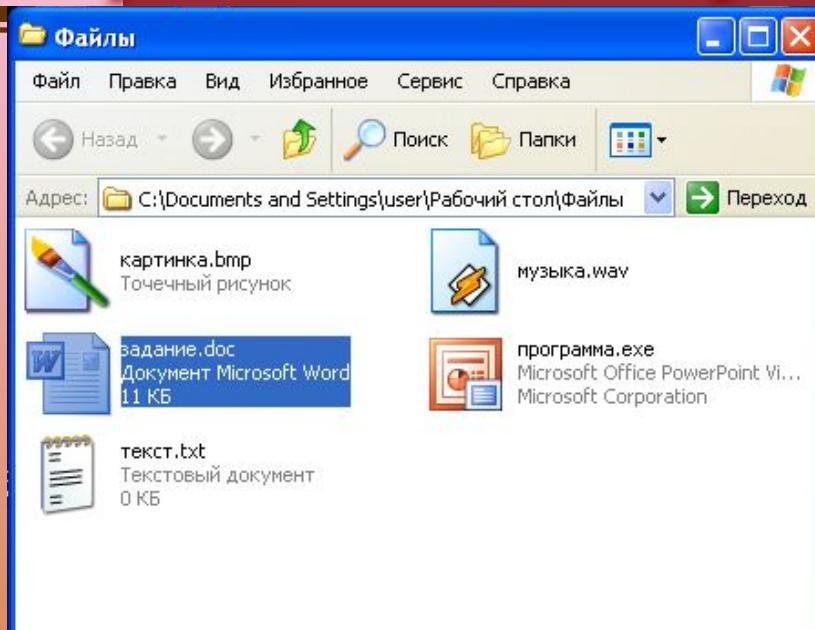 Файлы
Файл Правка Вид Избранное Сервис Справка
Назад Поиск Папки
Адрес: C:\Documents and Settings\user\Рабочий стол\Файлы Переход
картинка.bmp
Точечный рисунок
музыка.wav
задание.doc
Документ Microsoft Word
11 КБ
программа.exe
Microsoft Office PowerPoint Vi...
Microsoft Corporation
текст.txt
Текстовый документ
0 КБ